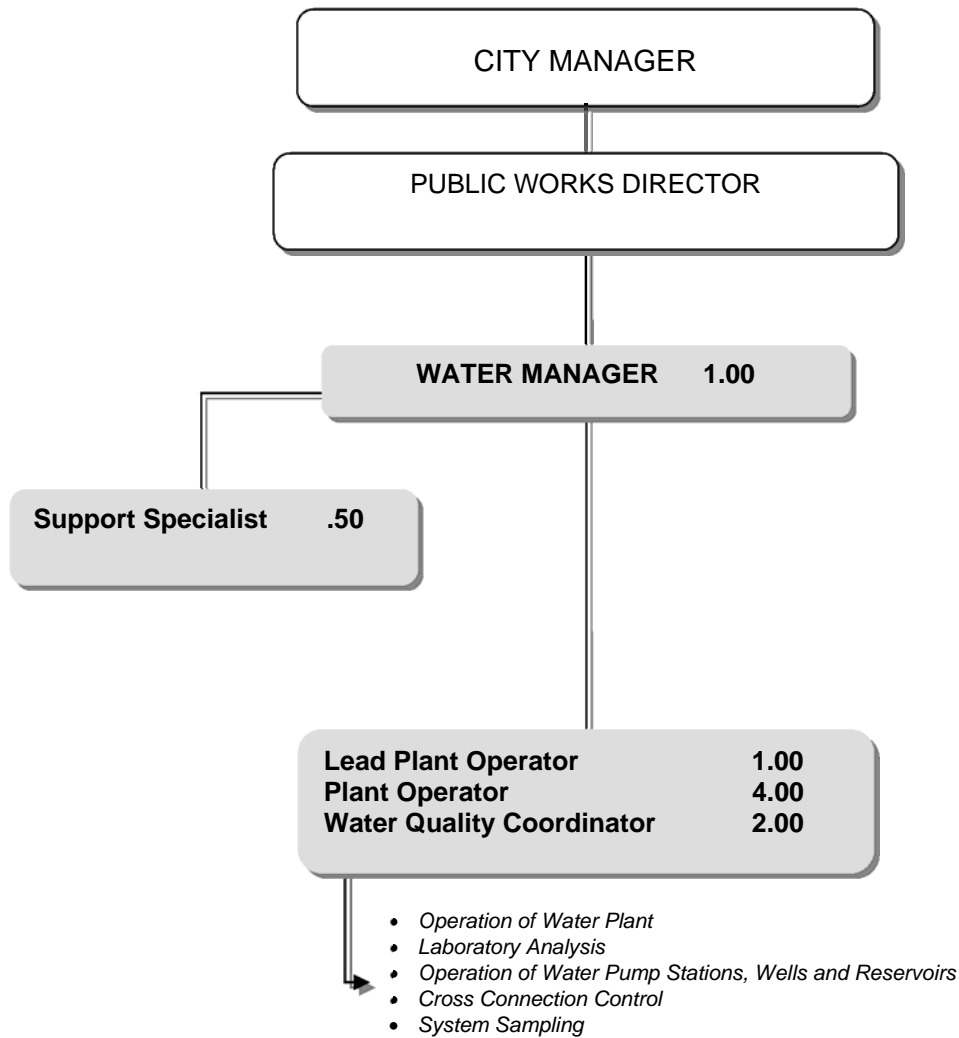 CITY MANAGER
PUBLIC WORKS DIRECTOR
WATER MANAGER 1.00
Support Specialist .50
Lead Plant Operator 1.00
Plant Operator 4.00
Water Quality Coordinator 2.00
• Operation of Water Plant
• Laboratory Analysis
• Operation of Water Pump Stations, Wells and Reservoirs
• Cross Connection Control
• System Sampling